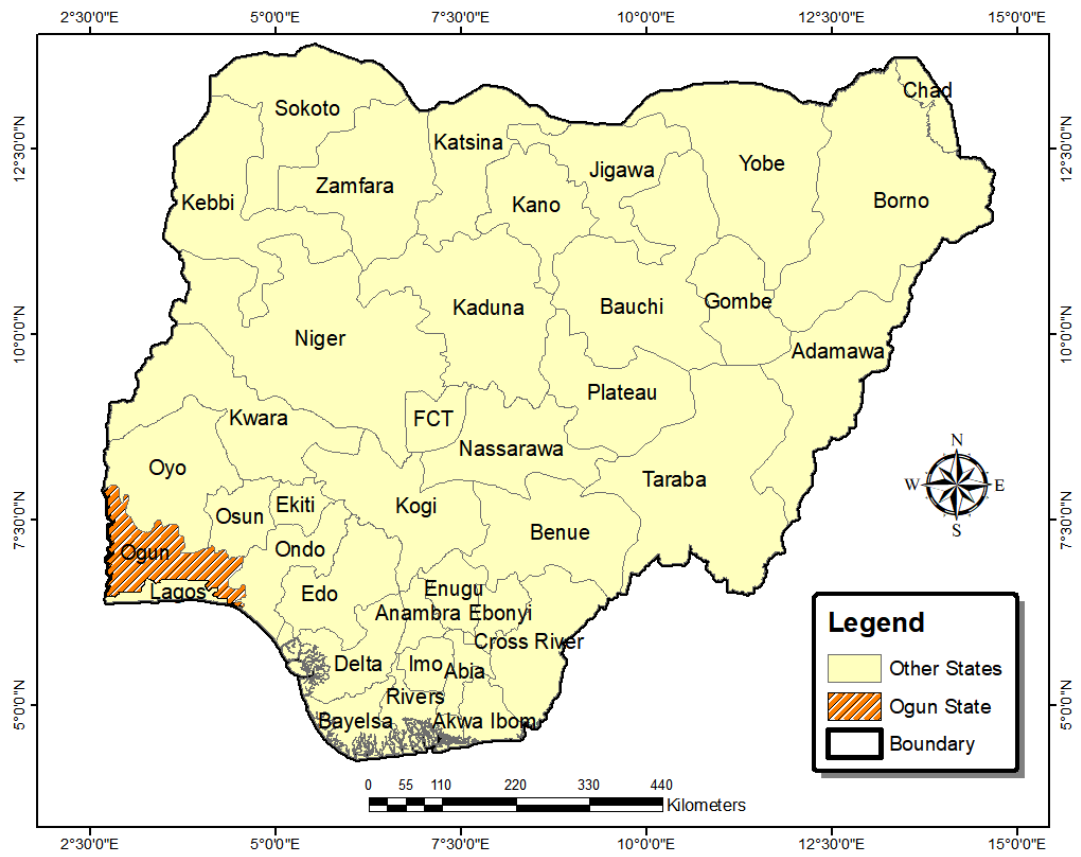 2°30'0"E 5°0'0"E 7°30'0"E 10°0'0"E 12°30'0"E 15°0'0"E
12°30'0"N
10°0'0"N
7°30'0"N
5°0'0"N
12°30'0"N
10°0'0"N
7°30'0"N
5°0'0"N
Chad
Sokoto
Katsina
Yobe
Jigawa
Zamfara
Kebbi
Kano
Borno
Gombe
Kaduna
Bauchi
Niger
Adamawa
Plateau
Kwara
FCT
Nassarawa
Oyo
Taraba
Ekiti
Kogi
Osun
Benue
Ondo
Ogun
Lagos
Edo
Enugu
Anambra Ebonyi
Cross River
Delta
Imo
Abia
Rivers
Bayelsa
Akwa Ibom
N
W E
S
Legend
Other States
Ogun State
Boundary
0 55 110 220 330 440
Kilometers
2°30'0"E 5°0'0"E 7°30'0"E 10°0'0"E 12°30'0"E 15°0'0"E